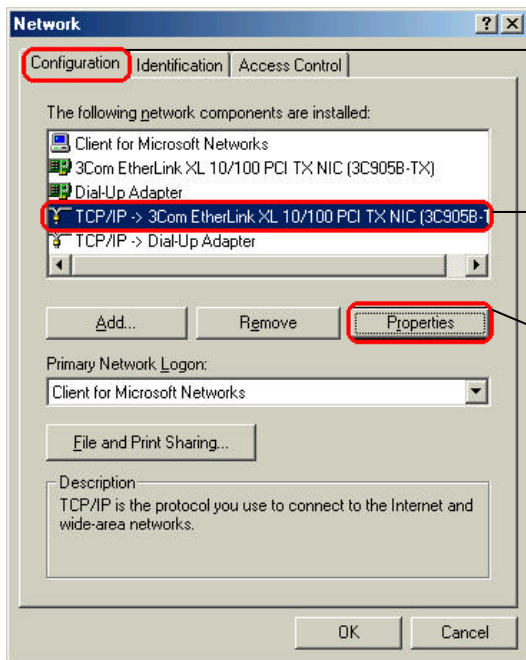 Network
Configuration Identification Access Control
The following network components are installed:
Client for Microsoft Networks
3Com EtherLink XL 10/100 PCI TX NIC (3C905B-TX)
Dial-Up Adapter
TCP/IP -> 3Com EtherLink XL 10/100 PCI TX NIC (3C905B-T
TCP/IP -> Dial-Up Adapter
Add... Remove Properties
Primary Network Logon:
Client for Microsoft Networks
File and Print Sharing...
Description
TCP/IP is the protocol you use to connect to the Internet and
wide-area networks.
OK Cancel